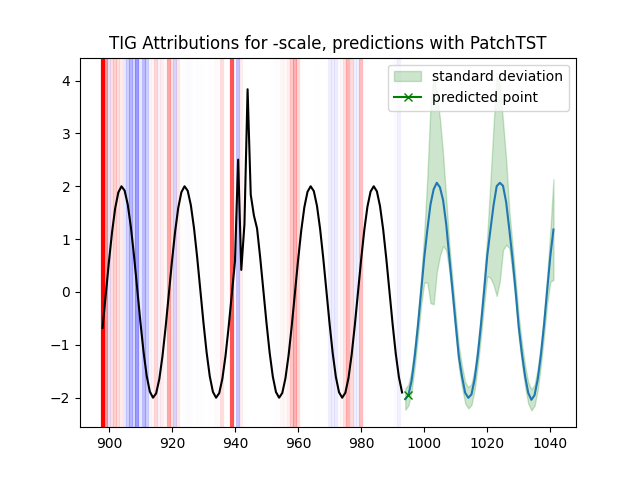 TIG Attributions for -scale, predictions with PatchTST
standard deviation
predicted point
4
3
2
1
0
−1
−2
900 920 940 960 980 1000 1020 1040